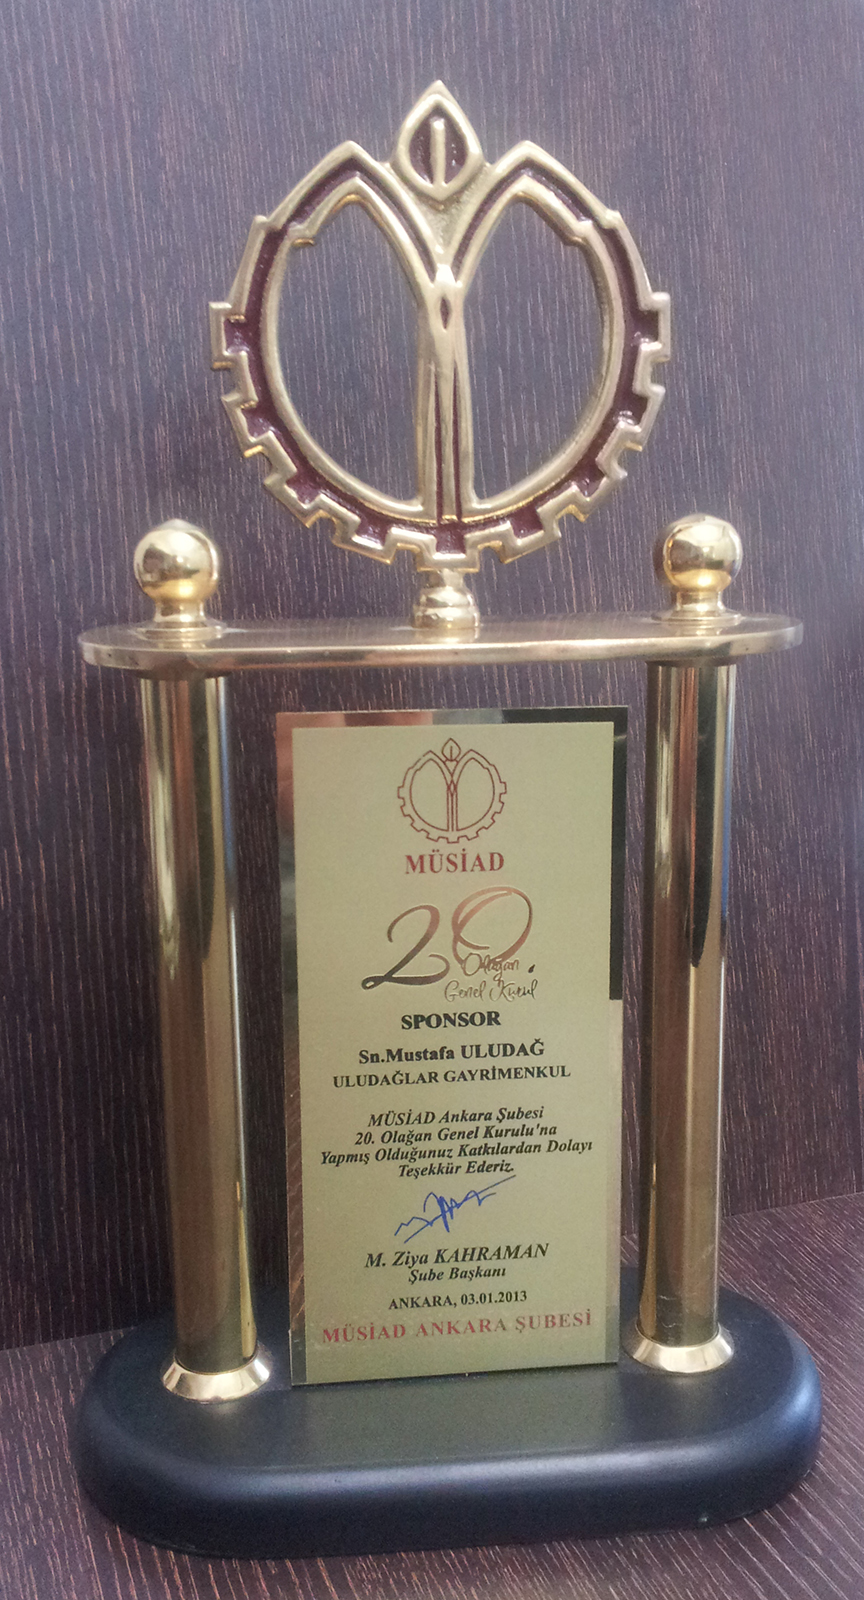 MÜSİAD
20.
Olağan
Genel Kurul
SPONSOR
Sn.Mustafa ULUDAĞ
ULUDAĞLAR GAYRİMENKUL
MÜSİAD Ankara Şubesi
20. Olağan Genel Kurulu'na
Yapmış Olduğunuz Katkılardan Dolayı
Teşekkür Ederiz.
M. Ziya KAHRAMAN
Şube Başkanı
ANKARA, 03.01.2013
MÜSİAD ANKARA ŞUBESİ